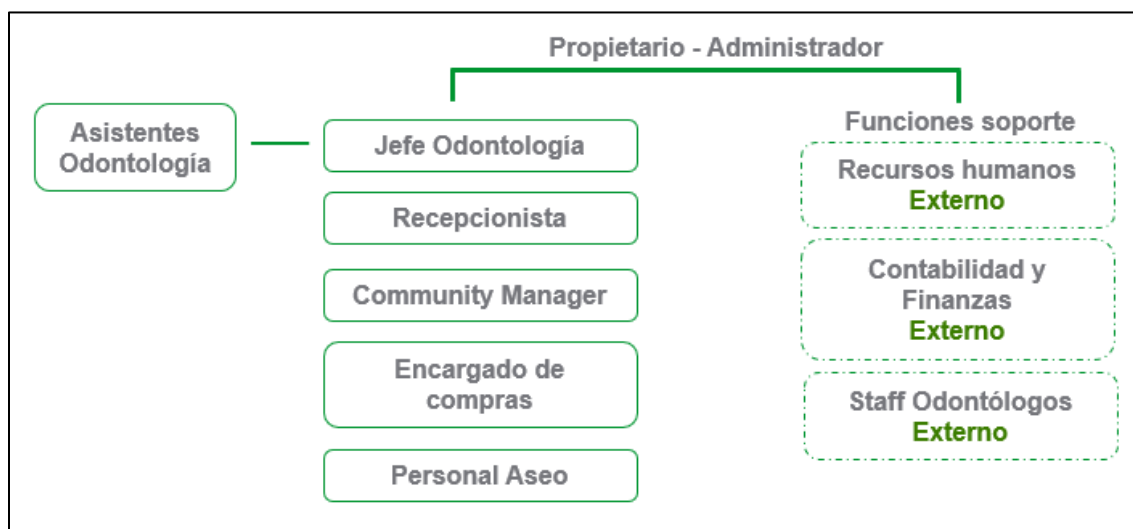 Propietario - Administrador
Asistentes
Odontología
Jefe Odontología
Recepcionista
Community Manager
Encargado de
compras
Personal Aseo
Funciones soporte
Recursos humanos
Externo
Contabilidad y
Finanzas
Externo
Staff Odontólogos
Externo